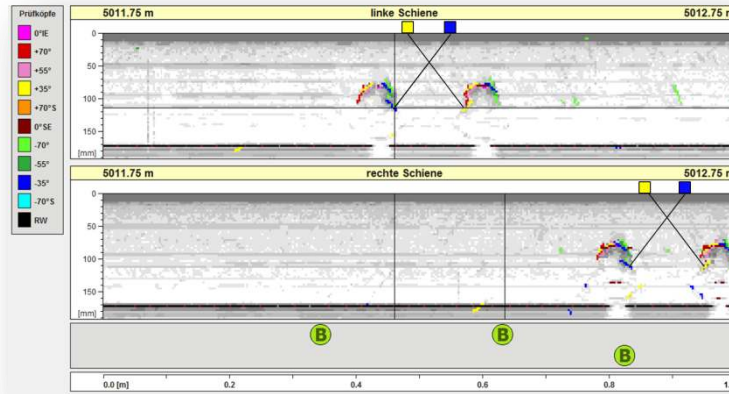 Prüfköpfe
0°IE
+70°
+55°
+35°
+70°S
0°SE
-70°
-55°
-35°
-70°S
RW
5011.75 m linke Schiene 5012.75 m
0
50
100
150
[mm]
5011.75 m rechte Schiene 5012.75 m
0
50
100
150
[mm]
B B
B
0.0 [m] 0.2 0.4 0.6 0.8